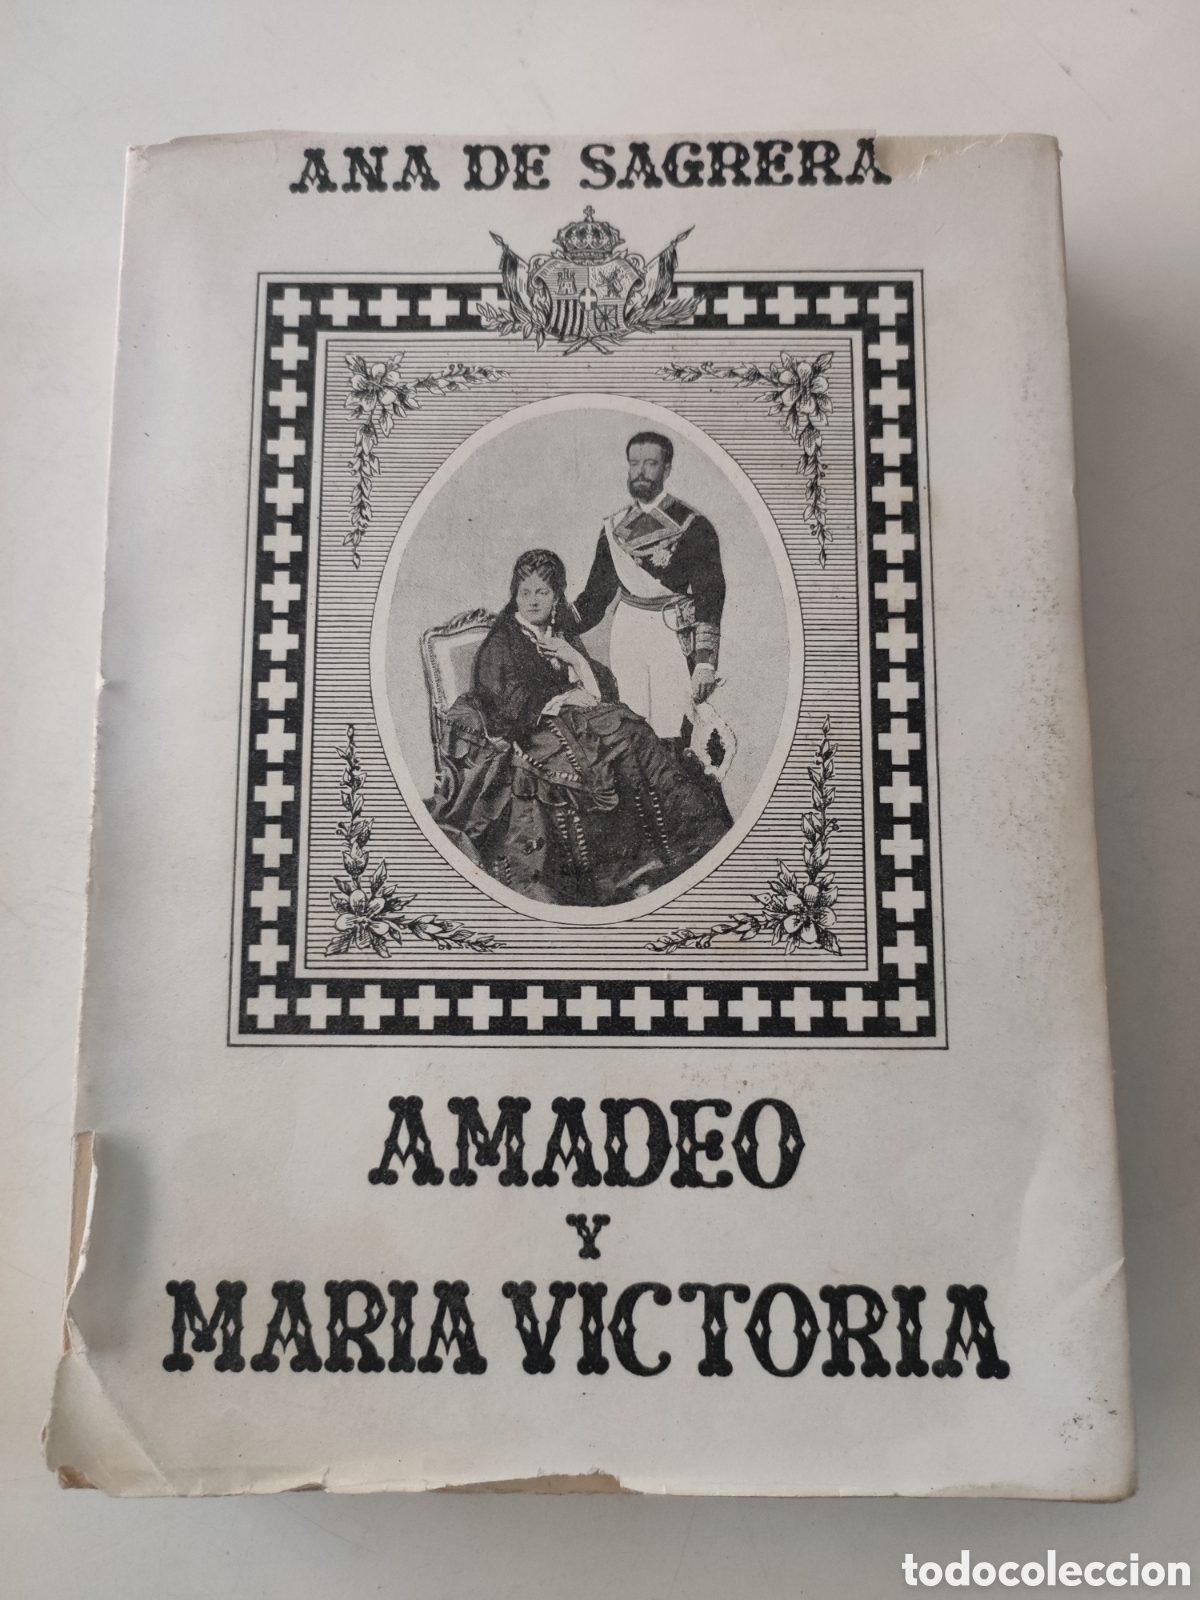 ANA DE SAGRERA
AMADEO
Y
MARIA VICTORIA
todocoleccion